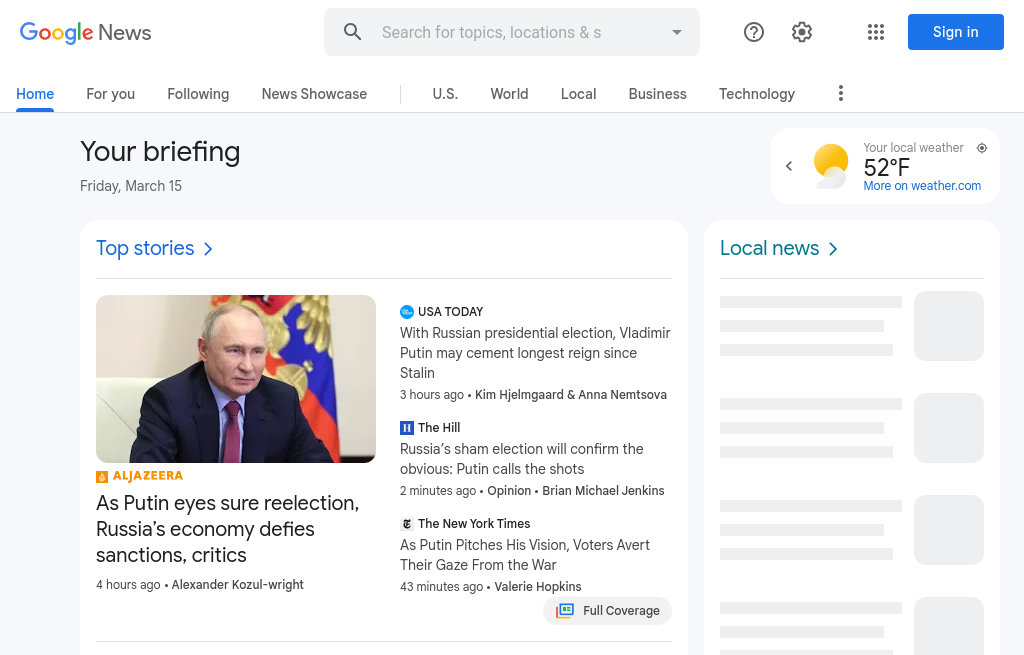 Google News
Search for topics, locations & s
Sign in
Home
For you
Following
News Showcase
U.S.
World
Local
Business
Technology
Your briefing
Friday, March 15
Your local weather
52°F
More on weather.com
Top stories
ALJAZEERA
As Putin eyes sure reelection,
Russia’s economy defies
sanctions, critics
4 hours ago • Alexander Kozul-wright
USA TODAY
With Russian presidential election, Vladimir
Putin may cement longest reign since
Stalin
3 hours ago • Kim Hjelmgaard & Anna Nemtsova
The Hill
Russia’s sham election will confirm the
obvious: Putin calls the shots
2 minutes ago • Opinion • Brian Michael Jenkins
The New York Times
As Putin Pitches His Vision, Voters Avert
Their Gaze From the War
43 minutes ago • Valerie Hopkins
Full Coverage
Local news